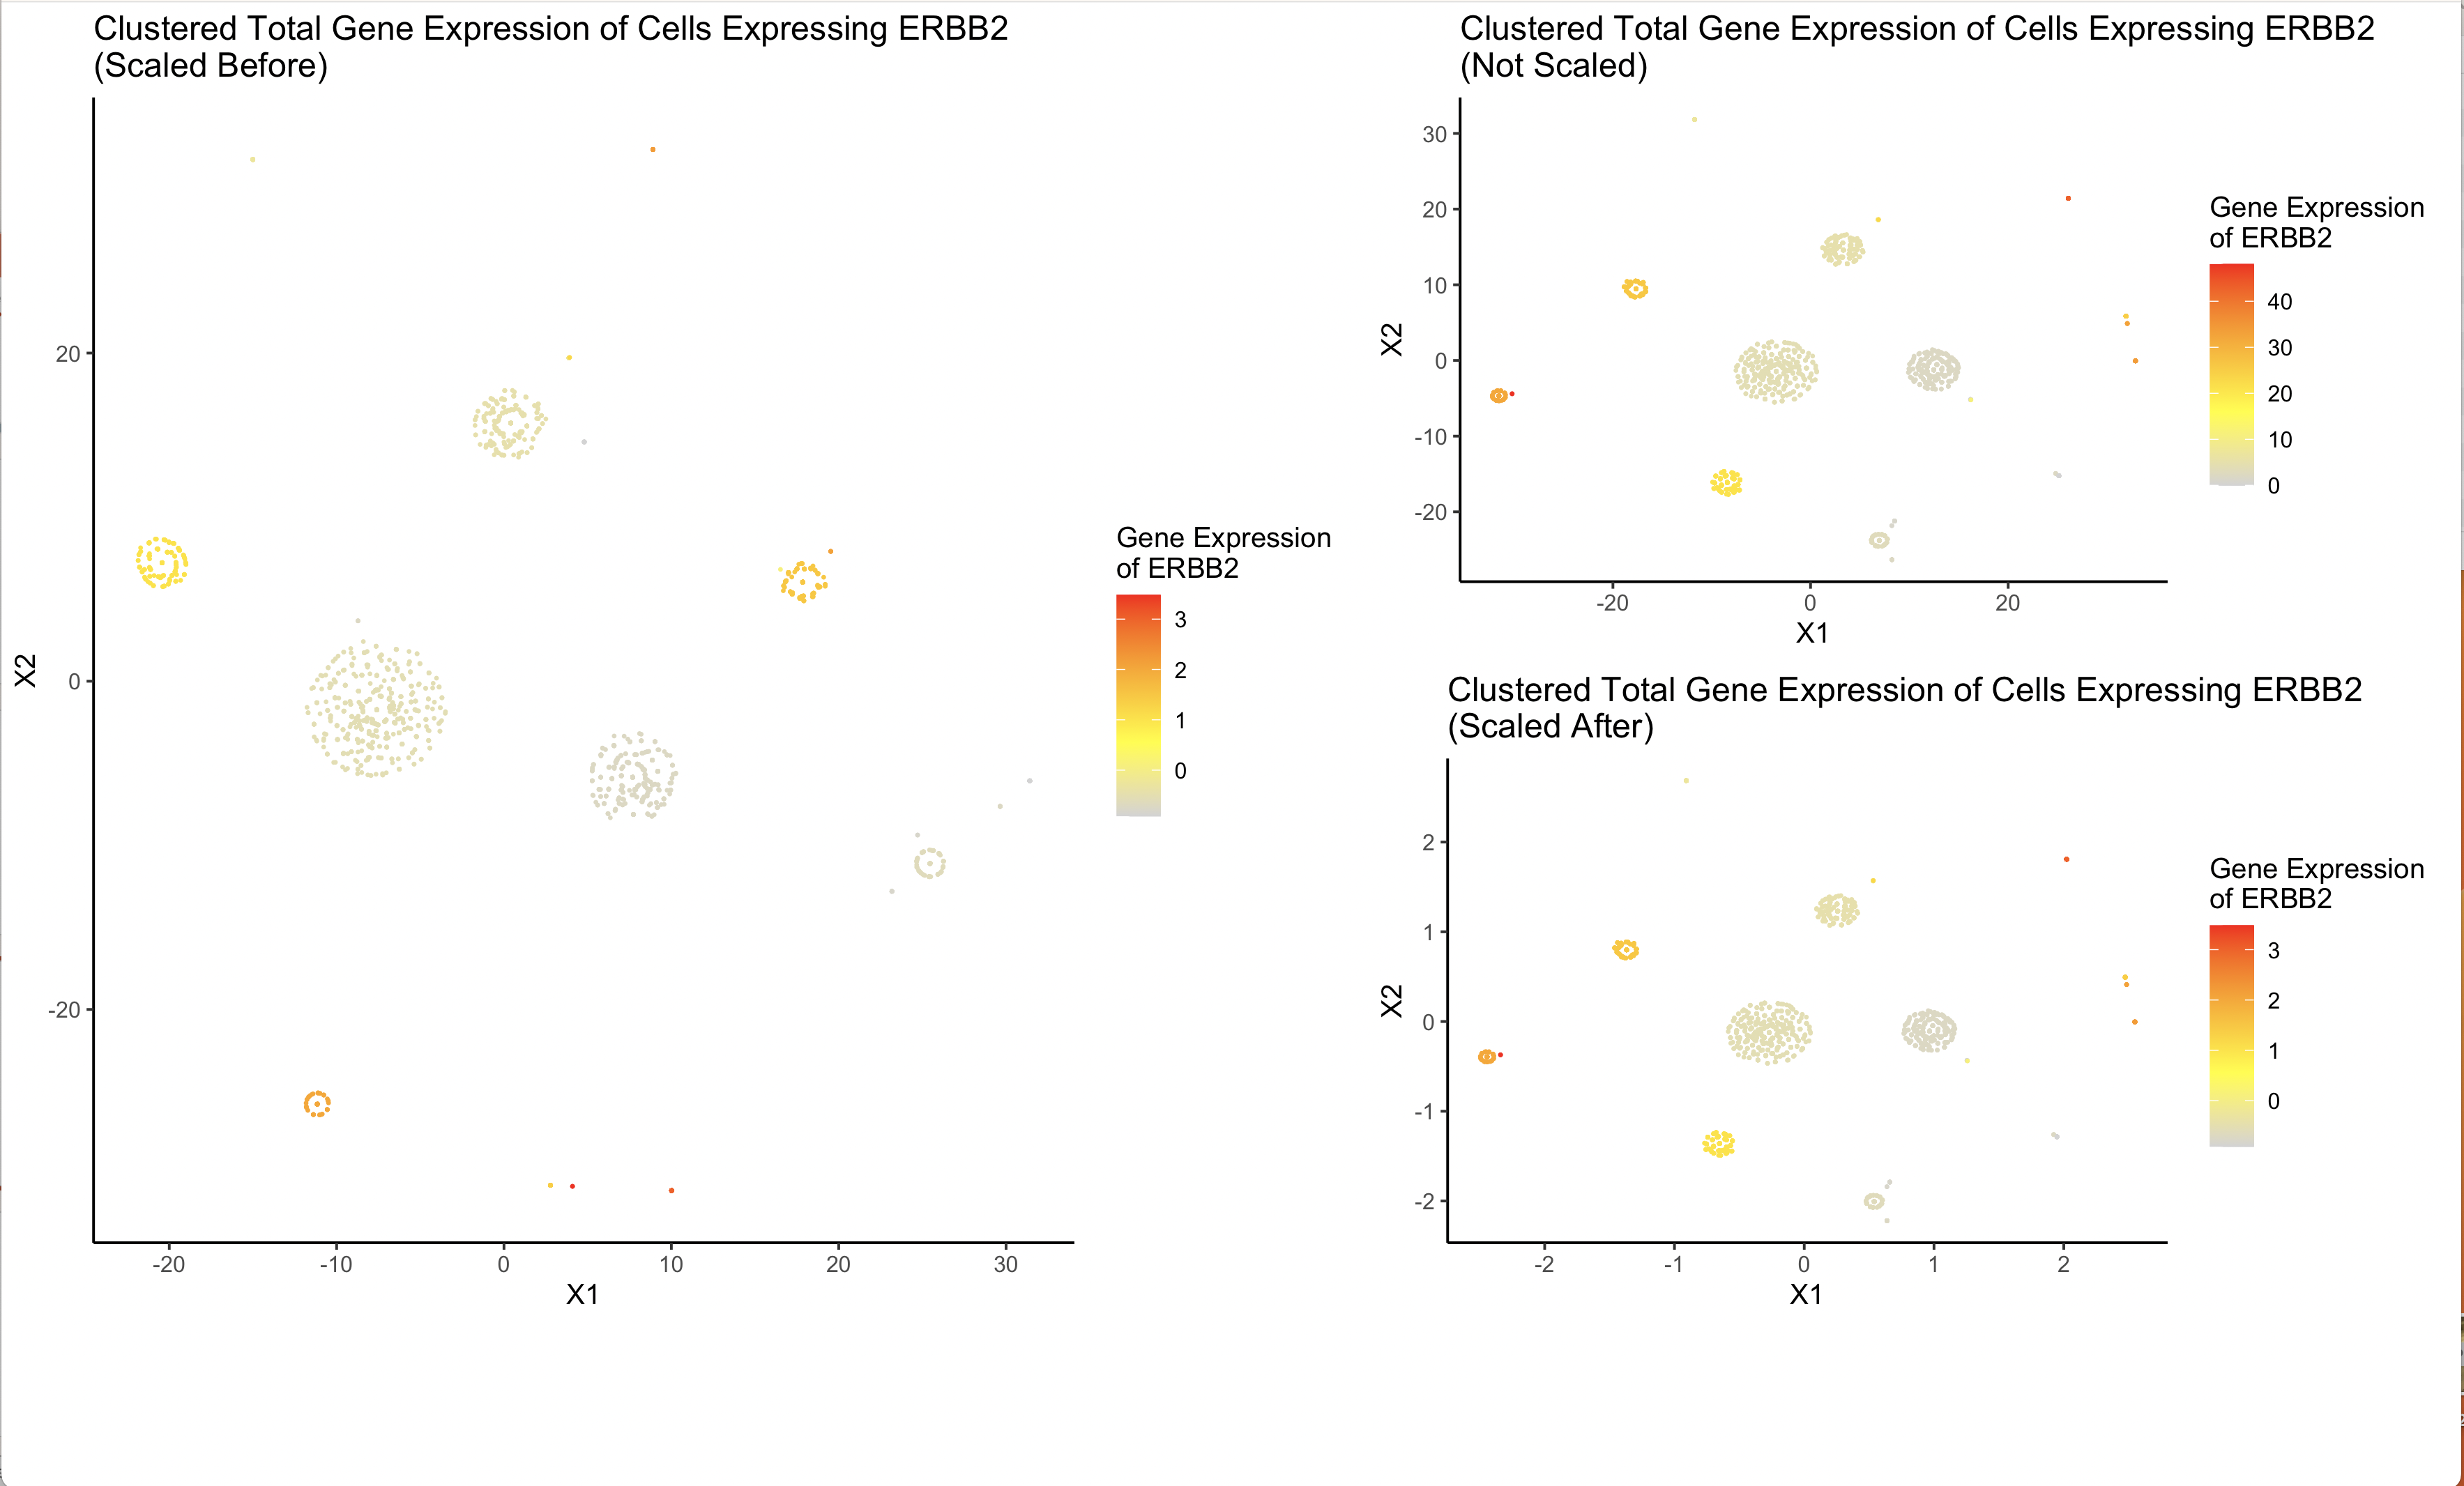 Clustered Total Gene Expression of Cells Expressing ERBB2
(Scaled Before)
20
0
-20
X2
-20
-10
0
10
20
30
X1
Gene Expression
of ERBB2
3
2
1
0
Clustered Total Gene Expression of Cells Expressing ERBB2
(Not Scaled)
30
20
10
0
-10
-20
X2
-20
0
20
X1
Gene Expression
of ERBB2
40
30
20
10
0
Clustered Total Gene Expression of Cells Expressing ERBB2
(Scaled After)
2
1
0
-1
-2
X2
-2
-1
0
1
2
X1
Gene Expression
of ERBB2
3
2
1
0